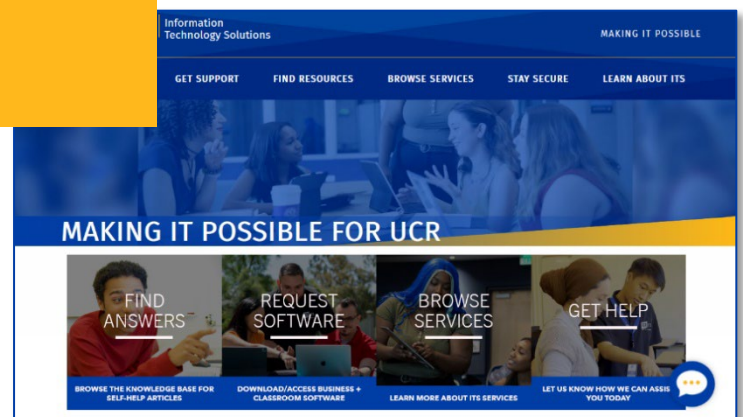 Information
Technology Solutions
MAKING IT POSSIBLE
GET SUPPORT
FIND RESOURCES
BROWSE SERVICES
STAY SECURE
LEARN ABOUT ITS
MAKING IT POSSIBLE FOR UCR
FIND
ANSWERS
REQUEST
SOFTWARE
BROWSE
SERVICES
GET HELP
BROWSE THE KNOWLEDGE BASE FOR
SELF-HELP ARTICLES
DOWNLOAD/ACCESS BUSINESS +
CLASSROOM SOFTWARE
LEARN MORE ABOUT ITS SERVICES
LET US KNOW HOW WE CAN ASSIS
YOU TODAY